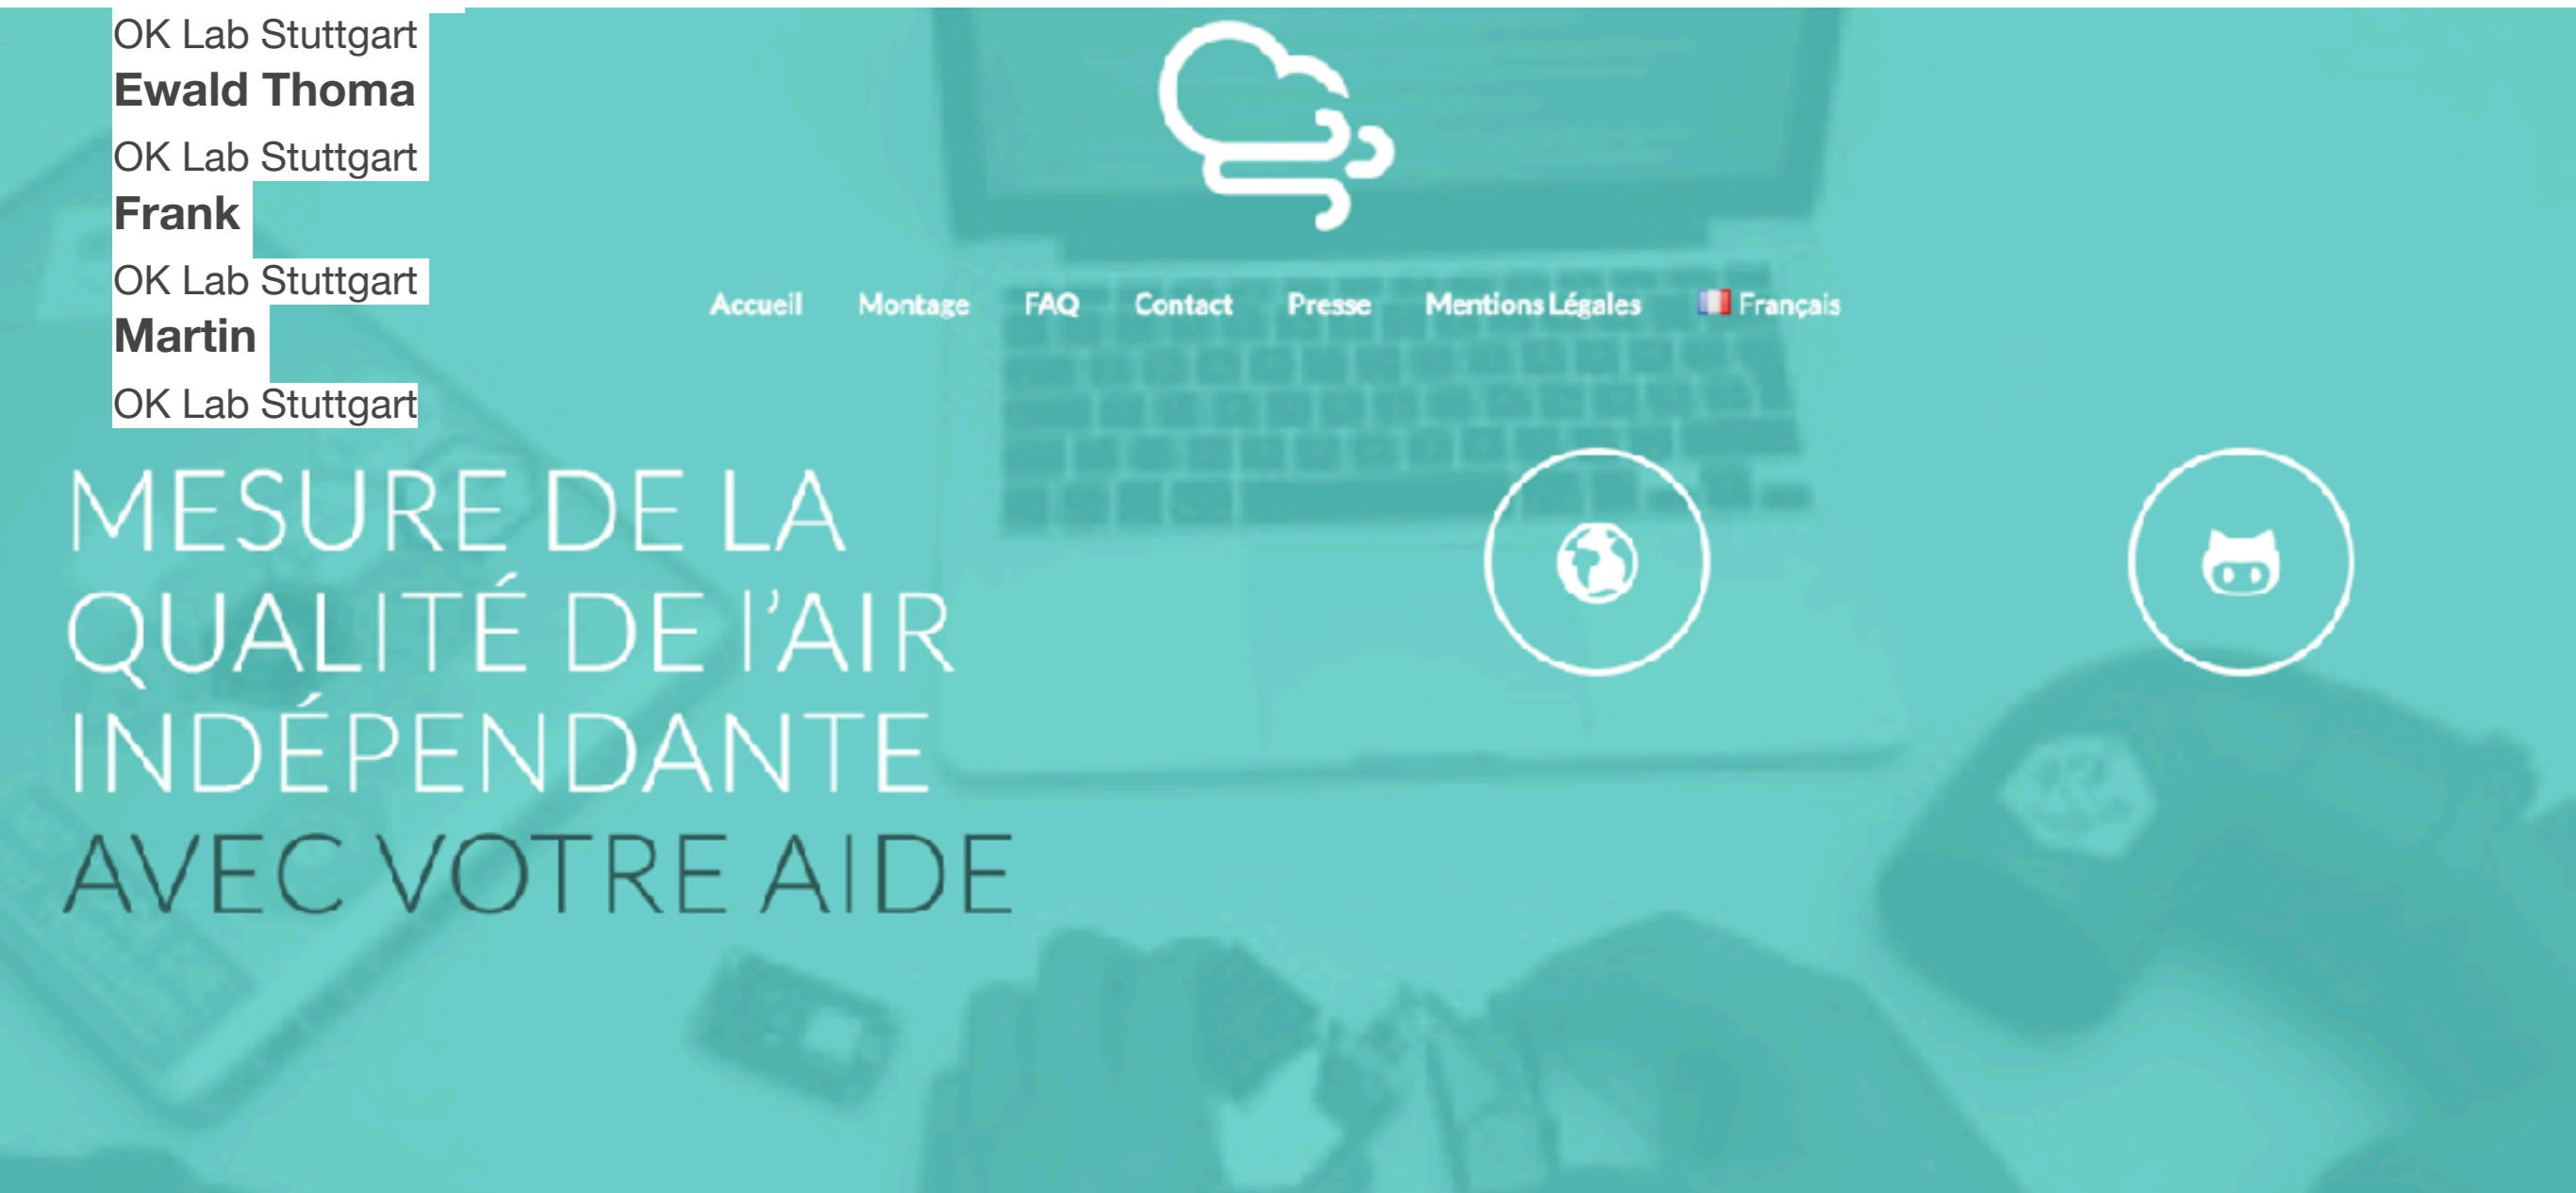 OK Lab Stuttgart
Ewald Thoma
OK Lab Stuttgart
Frank
OK Lab Stuttgart
Martin
OK Lab Stuttgart
Accueil Montage FAQ Contact Presse Mentions Légales Français
MESURE DE LA
QUALITÉ DE l’AIR
INDÉPENDANTE
AVEC VOTRE AIDE